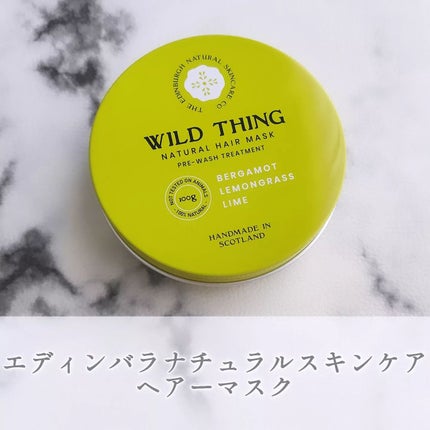 THE EDINBURGH NATURAL SKINCARE CO
WILD THING
NATURAL HAIR MASK
PRE-WASH TREATMENT
BERGAMOT
LEMONGRASS
LIME
NOT TESTED ON ANIMALS
100g
100% NATURAL
HANDMADE IN
SCOTLAND
エディンバラナチュラルスキンケア
ヘアーマスク